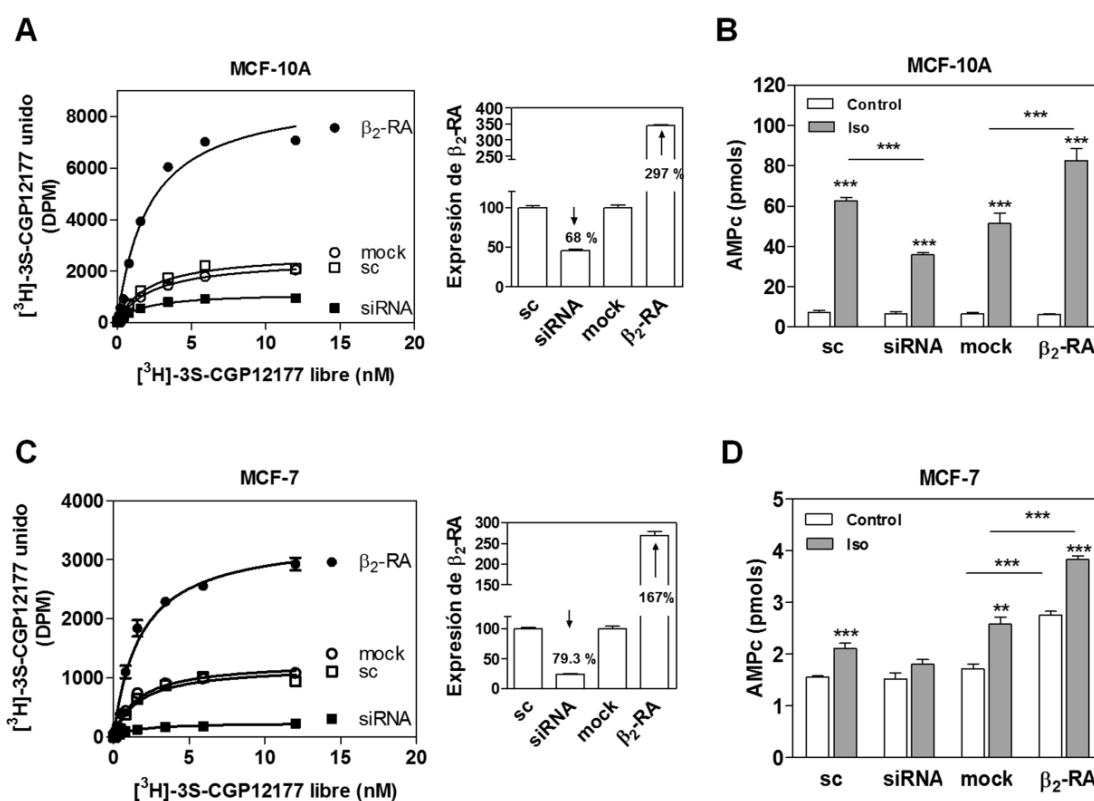 A
MCF-10A
[³H]-3S-CGP12177 unido
(DPM)
8000
6000
4000
2000
0
β₂-RA
mock
sc
siRNA
0 5 10 15 20
[³H]-3S-CGP12177 libre (nM)
Expresión de β₂-RA
400
350
300
250
200
100
50
0
68 %
297 %
sc siRNA mock β₂-RA
B
MCF-10A
AMPc (pmols)
120
100
80
60
40
20
0
Control
Iso
***
***
***
***
***
***
sc siRNA mock β₂-RA
C
MCF-7
[³H]-3S-CGP12177 unido
(DPM)
4000
3000
2000
1000
0
β₂-RA
mock
sc
siRNA
0 5 10 15 20
[³H]-3S-CGP12177 libre (nM)
Expresión de β₂-RA
300
250
200
150
100
50
0
79.3 %
167%
sc siRNA mock β₂-RA
D
MCF-7
AMPc (pmols)
5
4
3
2
1
0
Control
Iso
***
***
***
**
***
sc siRNA mock β₂-RA